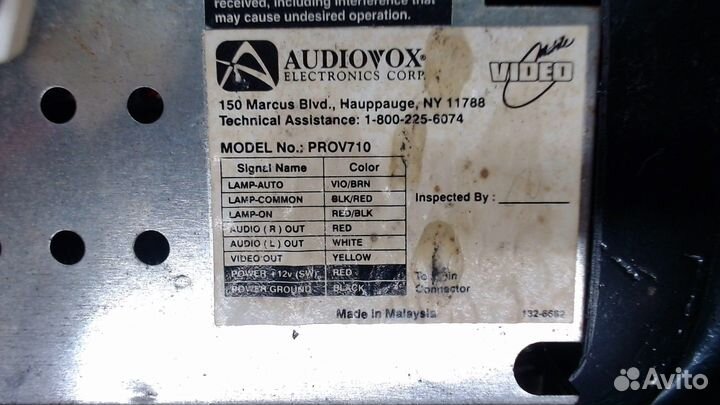 received, including interference that
may cause undesired operation.
AUDIOVOX®
ELECTRONICS CORP.
Mobile VIDEO
150 Marcus Blvd., Hauppauge, NY 11788
Technical Assistance: 1-800-225-6074
MODEL No.: PROV710
Signal Name Color
LAMP-AUTO VIO/BRN
LAMP-COMMON BLK/RED
LAMP-ON RED/BLK
AUDIO ( R ) OUT RED
AUDIO ( L ) OUT WHITE
VIDEO OUT YELLOW
POWER +12v (SW) RED
POWER GROUND BLACK
Inspected By :
Connector
Made in Malaysia
132-6682
Avito